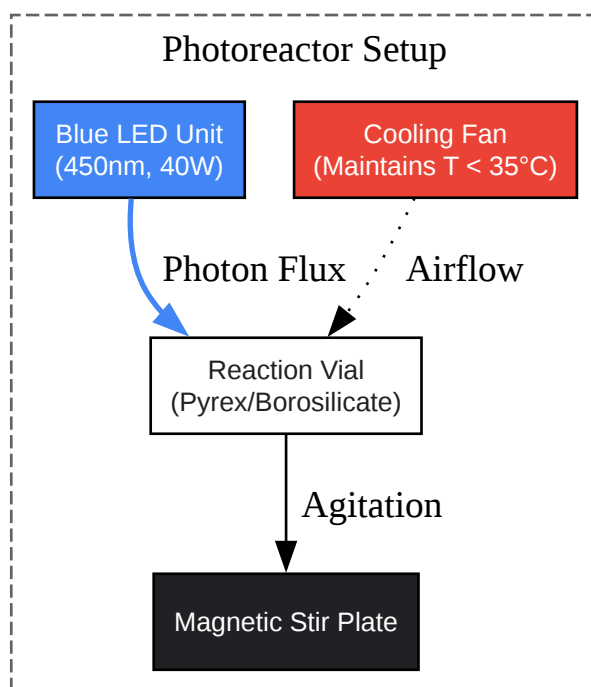 Photoreactor Setup
Blue LED Unit
(450nm, 40W)
Cooling Fan
(Maintains T < 35°C)
Photon Flux
Airflow
Reaction Vial
(Pyrex/Borosilicate)
Agitation
Magnetic Stir Plate